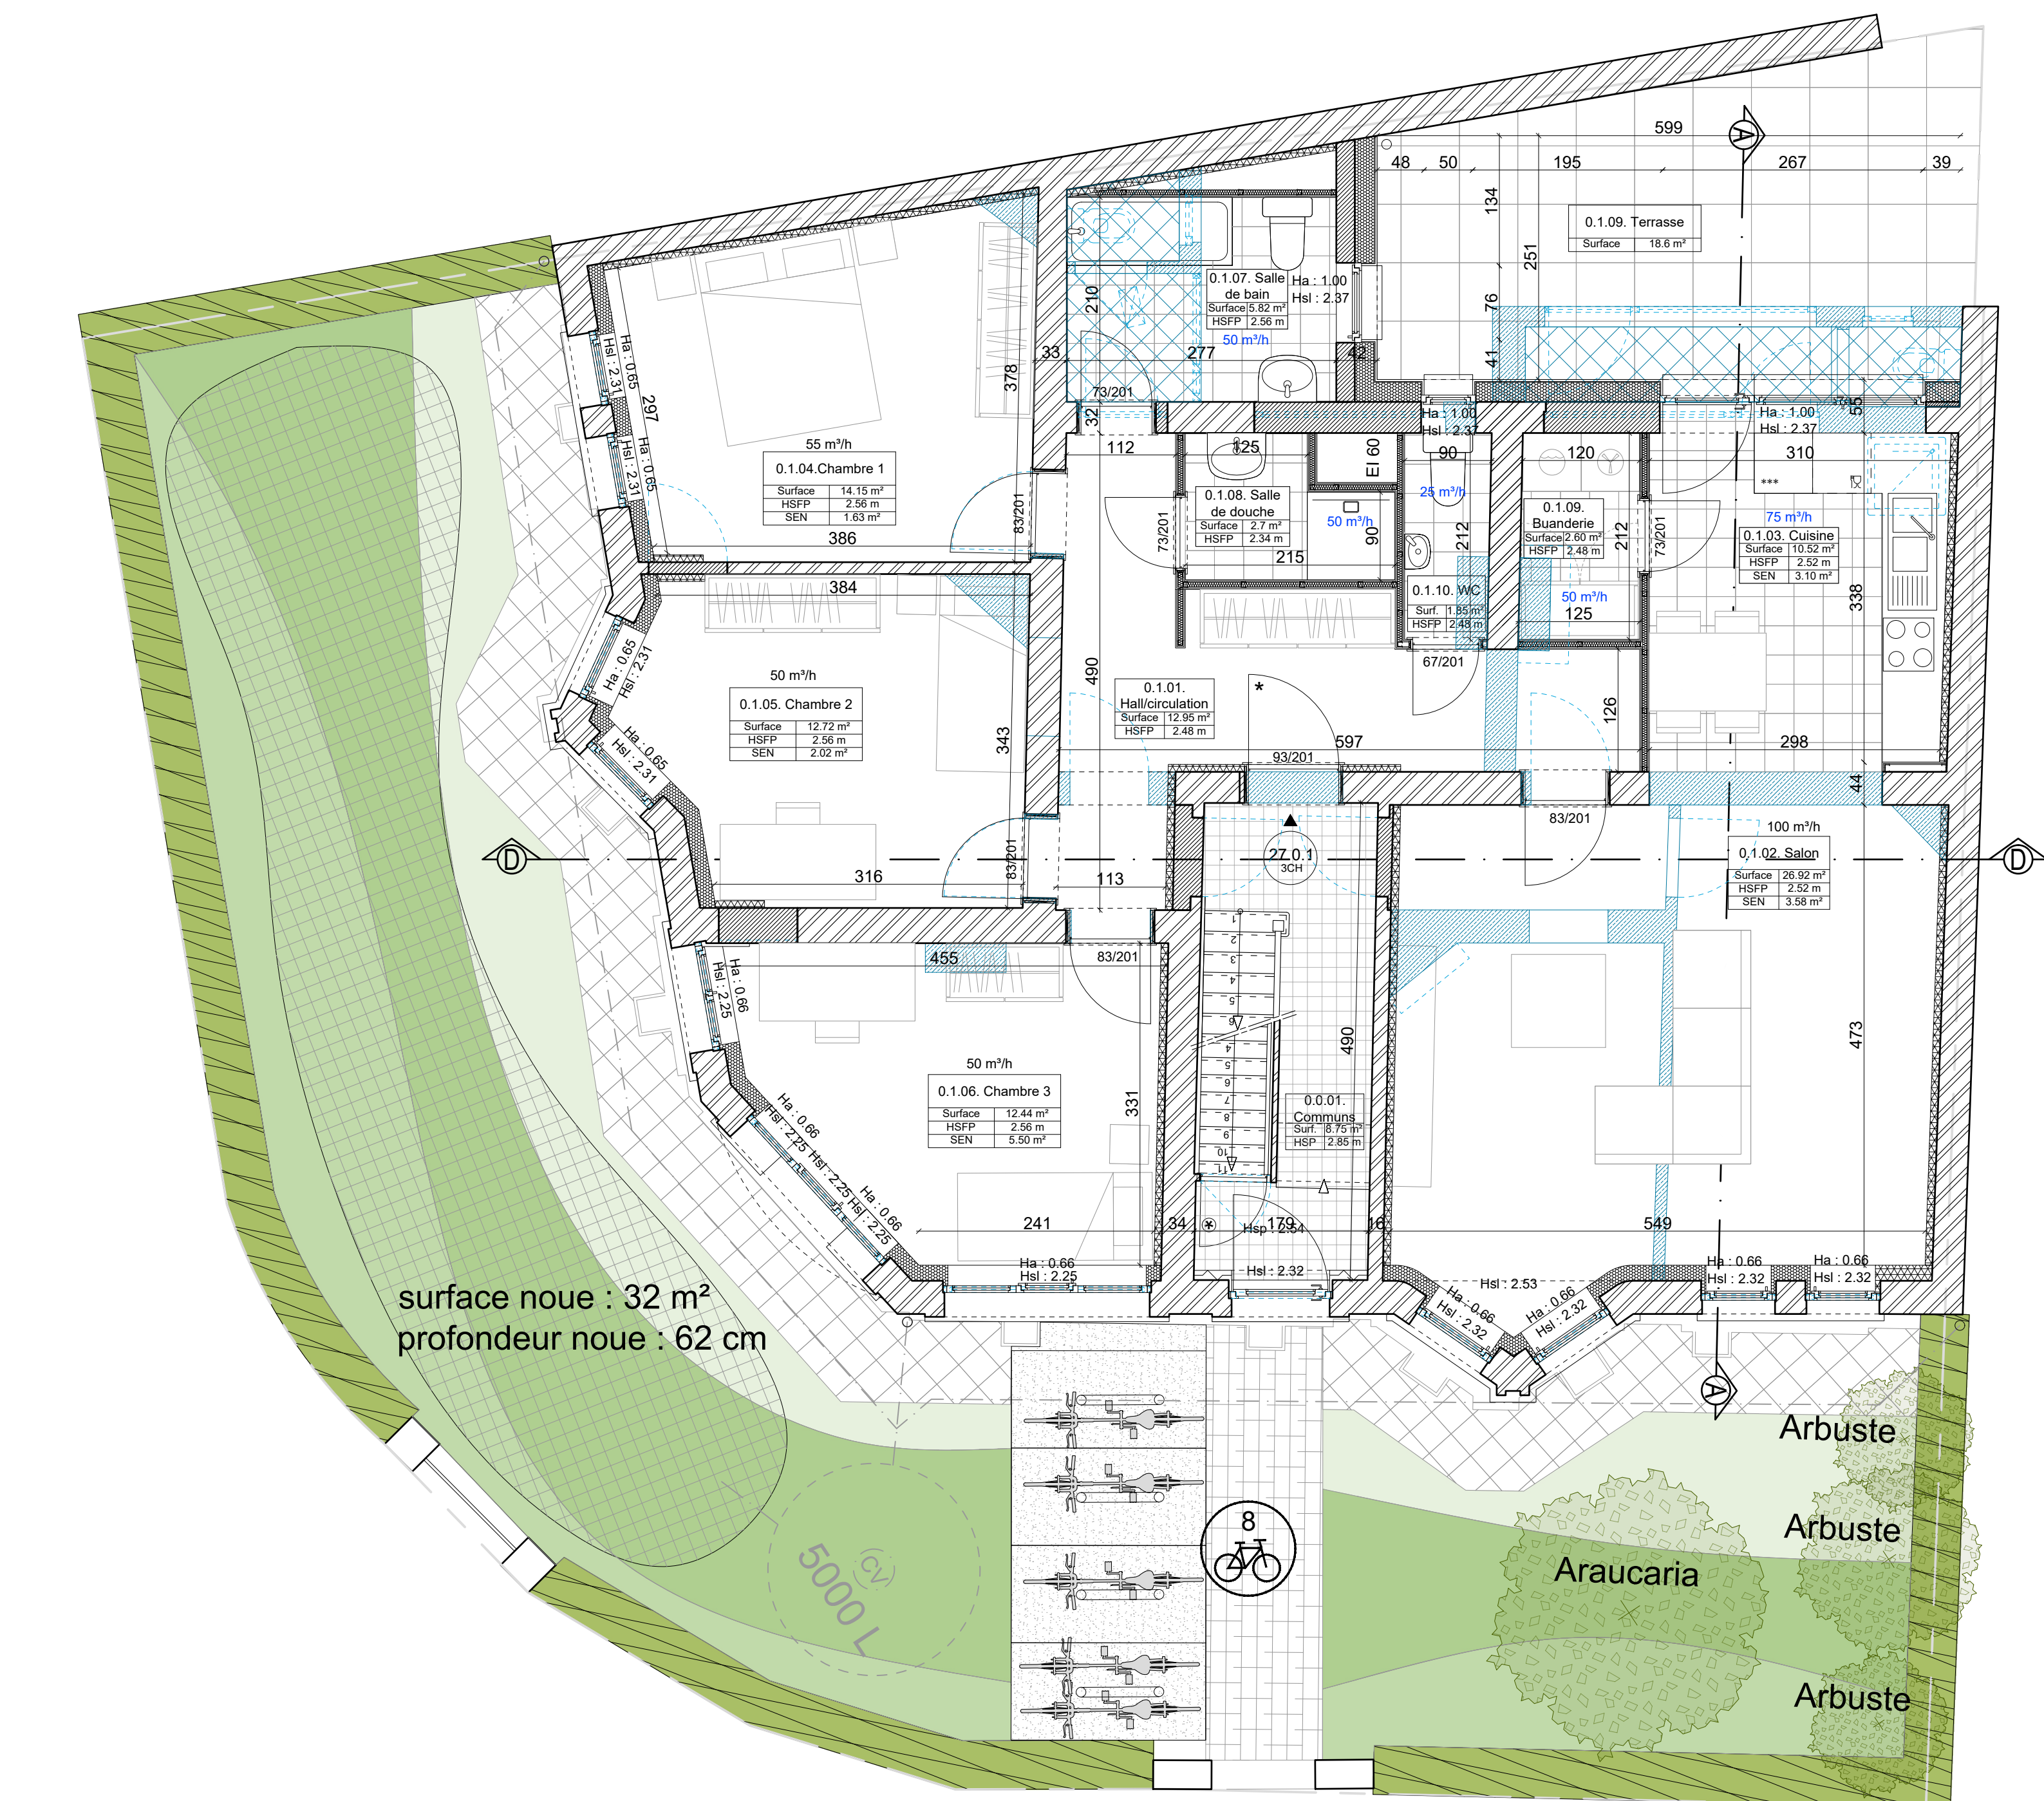 599
48
50
195
267
39
134
251
76
41
0.1.09. Terrasse
Surface 18.6 m²
A
0.1.07. Salle
de bain
Surface 5.82 m²
HSFP 2.56 m
50 m³/h
Ha : 1.00
Hsl : 2.37
210
33
277
42
73/201
32
378
297
Ha : 0.65
Hsl : 2.31
Ha : 0.65
Hsl : 2.31
55 m³/h
0.1.04.Chambre 1
Surface 14.15 m²
HSFP 2.56 m
SEN 1.63 m²
386
83/201
112
125
EI 60
0.1.08. Salle
de douche
Surface 2.7 m²
HSFP 2.34 m
50 m³/h
90
215
73/201
Ha : 1.00
Hsl : 2.37
90
25 m³/h
212
0.1.10. WC
Surf. 1.85 m²
HSFP 2.48 m
67/201
120
0.1.09.
Buanderie
Surface 2.60 m²
HSFP 2.48 m
212
50 m³/h
125
73/201
126
Ha : 1.00
Hsl : 2.37
55
310
***
75 m³/h
0.1.03. Cuisine
Surface 10.52 m²
HSFP 2.52 m
SEN 3.10 m²
338
298
44
384
Ha : 0.65
Hsl : 2.31
Ha : 0.65
Hsl : 2.31
50 m³/h
0.1.05. Chambre 2
Surface 12.72 m²
HSFP 2.56 m
SEN 2.02 m²
343
316
83/201
490
0.1.01.
Hall/circulation
Surface 12.95 m²
HSFP 2.48 m
*
597
93/201
113
83/201
D
27.0.1
3CH
83/201
100 m³/h
0.1.02. Salon
Surface 26.92 m²
HSFP 2.52 m
SEN 3.58 m²
D
473
549
455
Ha : 0.66
Hsl : 2.25
50 m³/h
0.1.06. Chambre 3
Surface 12.44 m²
HSFP 2.56 m
SEN 5.50 m²
331
Ha : 0.66
Hsl : 2.25
Hsl : 2.25
Ha : 0.66
Hsl : 2.25
241
34
Ha : 0.66
Hsl : 2.25
1
2
3
4
5
6
4
5
6
7
8
9
10
11
490
0.0.01.
Communs
Surf. 8.75 m²
HSP 2.85 m
*
179
Hsp : 2.54
16
Hsl : 2.32
Hsl : 2.53
Ha : 0.66
Hsl : 2.32
Ha : 0.66
Hsl : 2.32
Ha : 0.66
Hsl : 2.32
Ha : 0.66
Hsl : 2.32
A
surface noue : 32 m²
profondeur noue : 62 cm
(CV)
5000 L
8
Arbuste
Arbuste
Araucaria
Arbuste